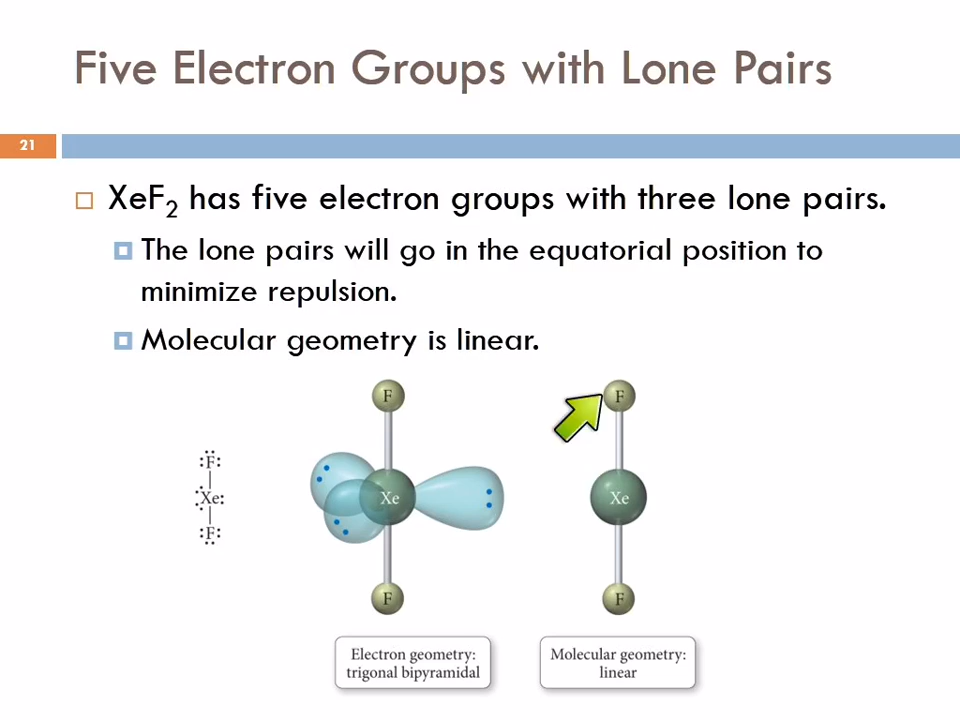 Five Electron Groups with Lone Pairs
21
XeF₂ has five electron groups with three lone pairs.
The lone pairs will go in the equatorial position to
minimize repulsion.
Molecular geometry is linear.
F
Xe
F
F
Xe
F
F
Xe
F
Electron geometry:
trigonal bipyramidal
Molecular geometry:
linear